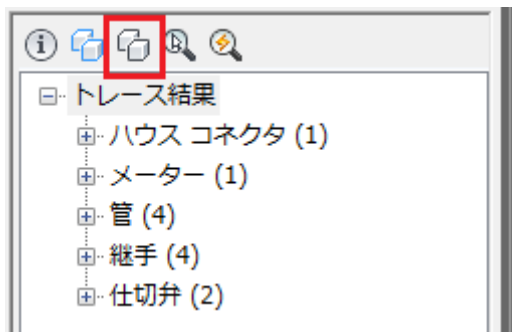 トレース結果
ハウス コネクタ (1)
メーター (1)
管 (4)
継手 (4)
仕切弁 (2)